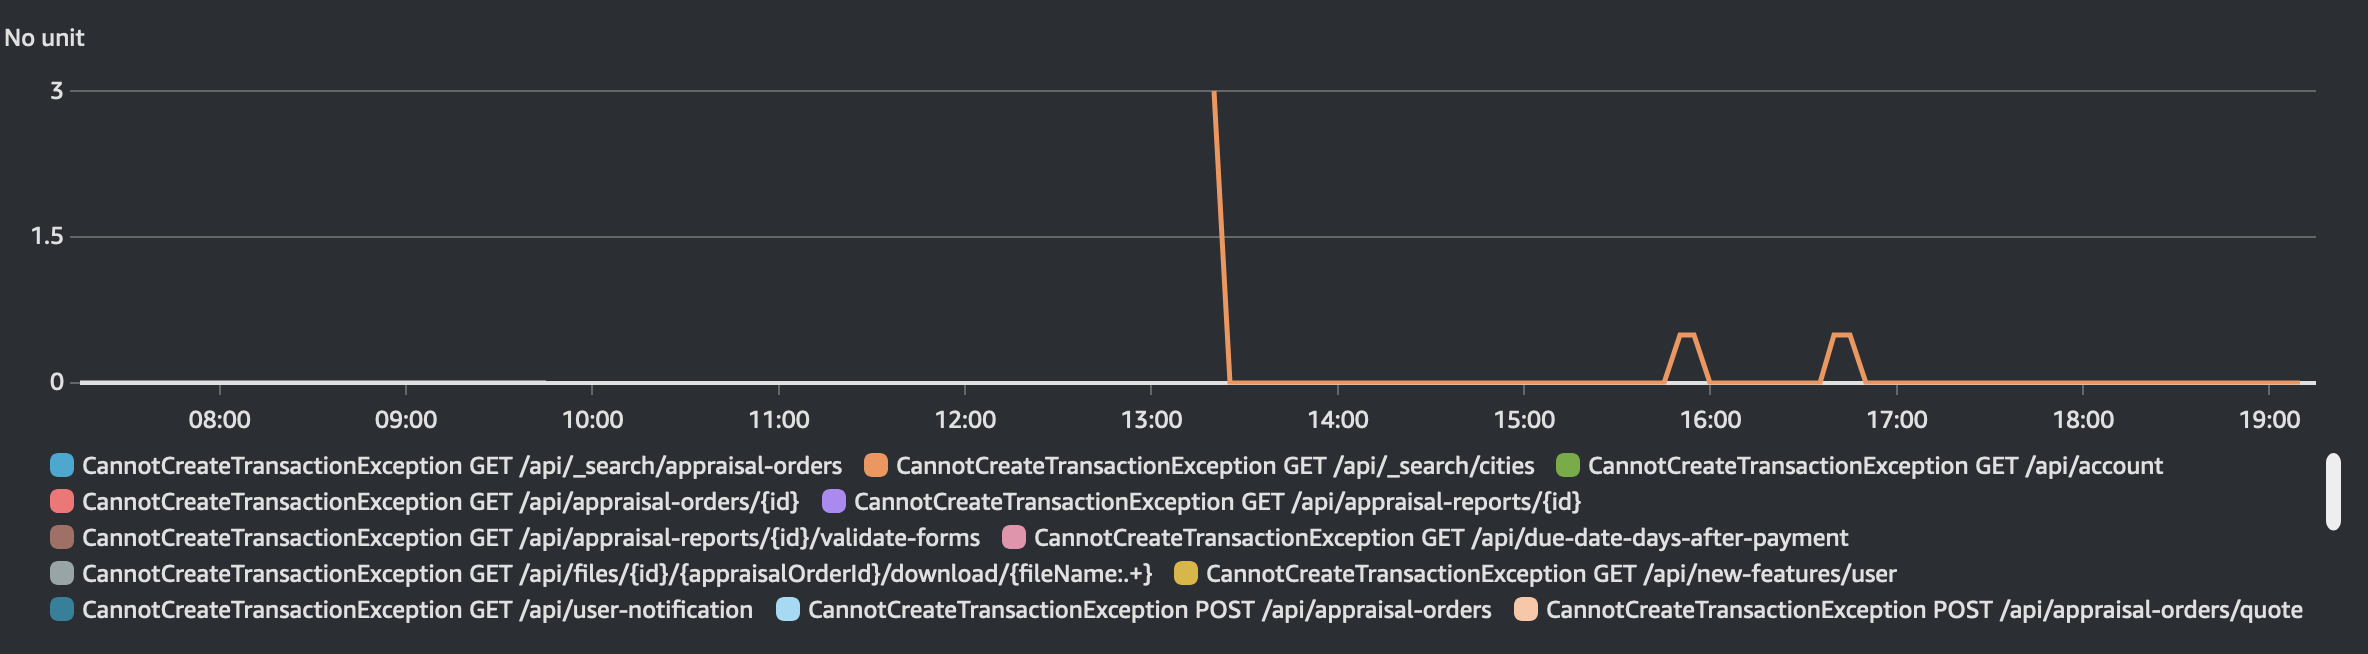 No unit
3
1.5
0
08:00 09:00 10:00 11:00 12:00 13:00 14:00 15:00 16:00 17:00 18:00 19:00
CannotCreateTransactionException GET /api/_search/appraisal-orders CannotCreateTransactionException GET /api/_search/cities CannotCreateTransactionException GET /api/account
CannotCreateTransactionException GET /api/appraisal-orders/{id} CannotCreateTransactionException GET /api/appraisal-reports/{id}
CannotCreateTransactionException GET /api/appraisal-reports/{id}/validate-forms CannotCreateTransactionException GET /api/due-date-days-after-payment
CannotCreateTransactionException GET /api/files/{id}/{appraisalOrderId}/download/{fileName:.+} CannotCreateTransactionException GET /api/new-features/user
CannotCreateTransactionException GET /api/user-notification CannotCreateTransactionException POST /api/appraisal-orders CannotCreateTransactionException POST /api/appraisal-orders/quote